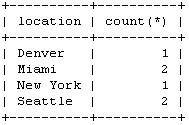 +----------+----------+
| location | count(*) |
+----------+----------+
| Denver   |        1 |
| Miami    |        2 |
| New York |        1 |
| Seattle  |        2 |
+----------+----------+